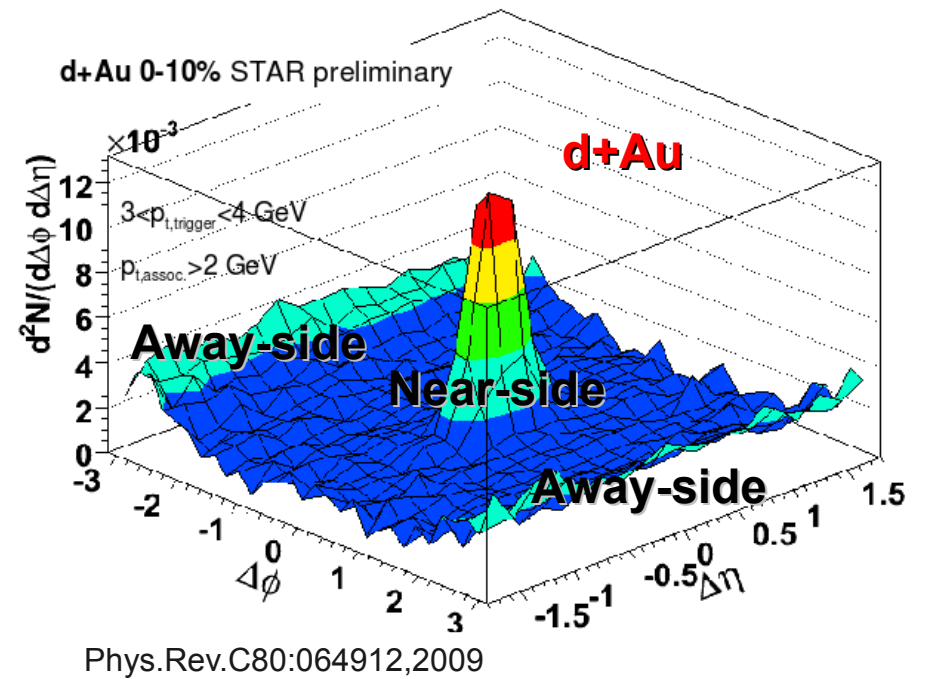 d+Au 0-10% STAR preliminary
×10⁻³
d+Au
d²N/(dΔϕ dΔη)
12
10
8
6
4
2
0
3<p_{t,trigger}<4 GeV
p_{t,assoc.}>2 GeV
Away-side
Near-side
Away-side
-3
-2
-1
0
1
2
3
Δϕ
-1.5
-1
-0.5
0
0.5
1
1.5
Δη
Phys.Rev.C80:064912,2009